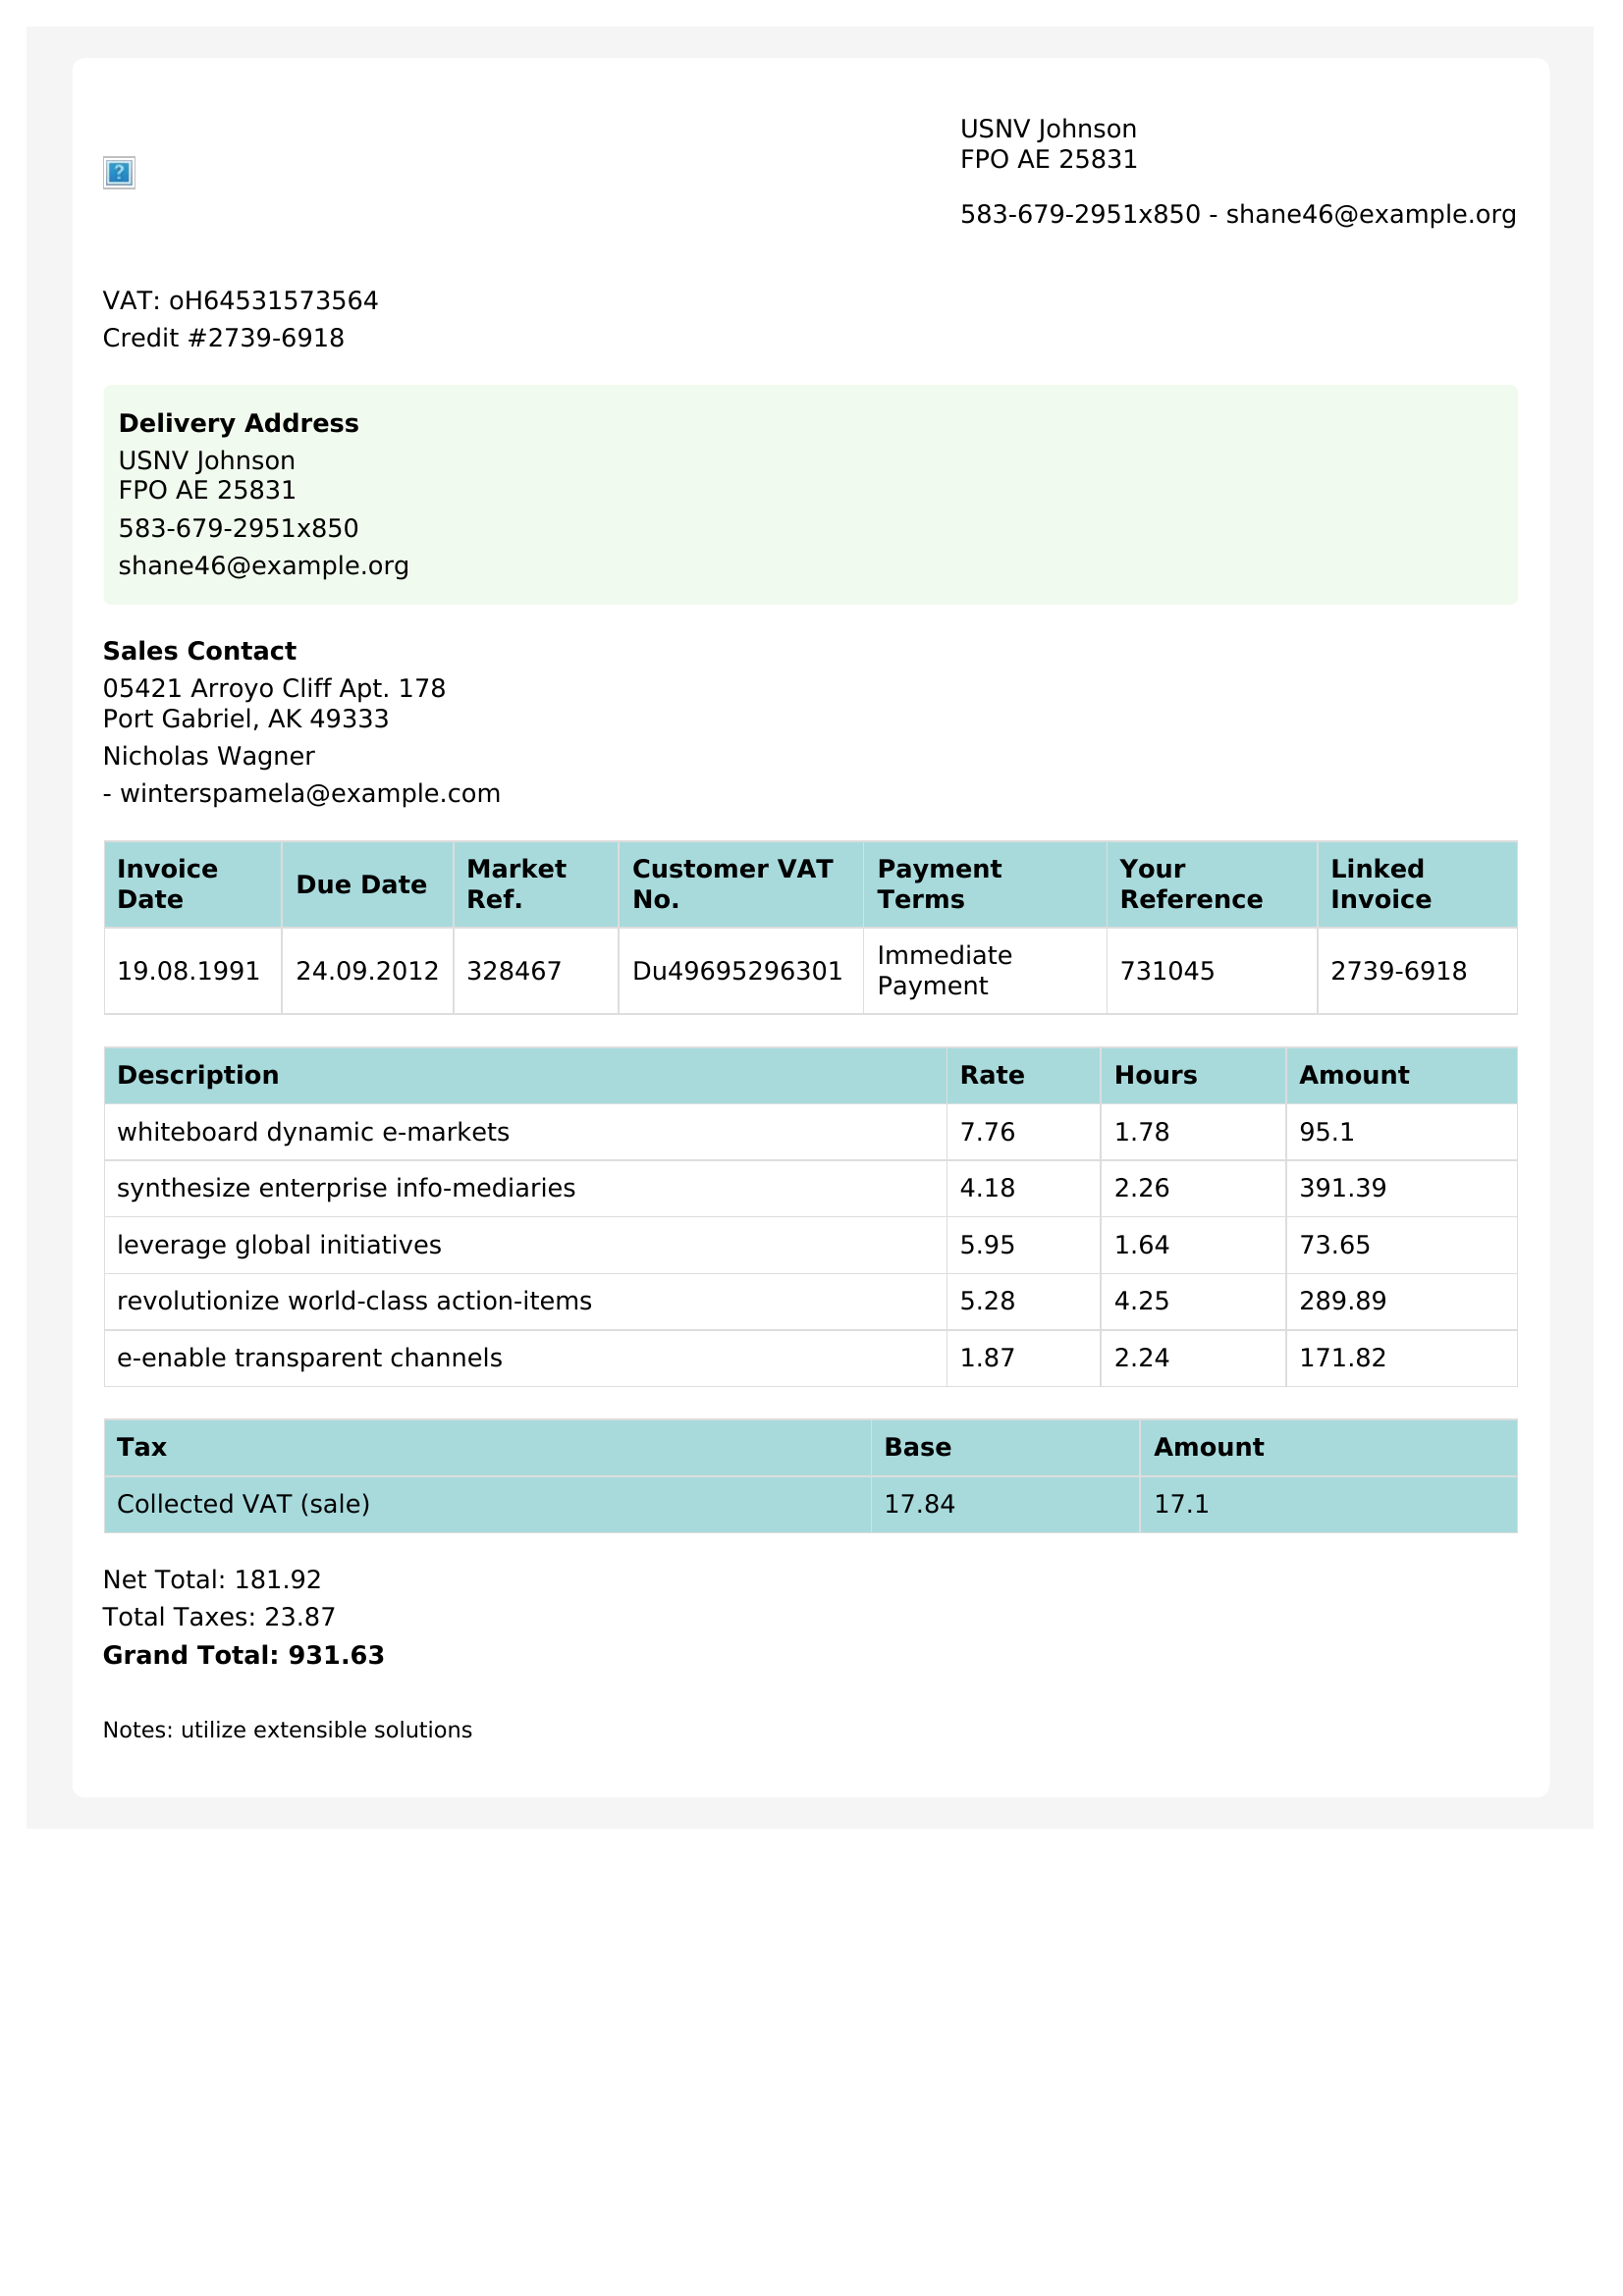 USNV Johnson
FPO AE 25831
583-679-2951x850 - shane46@example.org
VAT: oH64531573564
Credit #2739-6918
Delivery Address
USNV Johnson
FPO AE 25831
583-679-2951x850
shane46@example.org
Sales Contact
05421 Arroyo Cliff Apt. 178
Port Gabriel, AK 49333
Nicholas Wagner
- winterspamela@example.com
Invoice Date Due Date Market Ref. Customer VAT No. Payment Terms Your Reference Linked Invoice
19.08.1991 24.09.2012 328467 Du49695296301 Immediate Payment 731045 2739-6918
Description Rate Hours Amount
whiteboard dynamic e-markets 7.76 1.78 95.1
synthesize enterprise info-mediaries 4.18 2.26 391.39
leverage global initiatives 5.95 1.64 73.65
revolutionize world-class action-items 5.28 4.25 289.89
e-enable transparent channels 1.87 2.24 171.82
Tax Base Amount
Collected VAT (sale) 17.84 17.1
Net Total: 181.92
Total Taxes: 23.87
Grand Total: 931.63
Notes: utilize extensible solutions